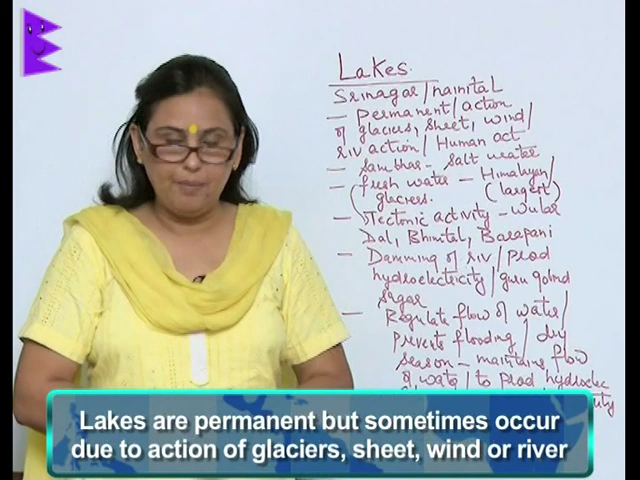 Lakes.
Srinagar/nainital
– Permanent/action
of glaciers, sheet, wind/
riv action/Human act
– Sambhar – Salt water
– fresh water – Himalayan/
(glaciers. (largest)
– Tectonic activity – wular
Dal, Bhimtal, Barapani
– Damming of riv/Prod
hydroelectricity/guru gobind
sagar
– Regulate flow of water/
prevents flooding/dry
season – maintains flow
of water/to prod hydroelec
Lakes are permanent but sometimes occur
due to action of glaciers, sheet, wind or river